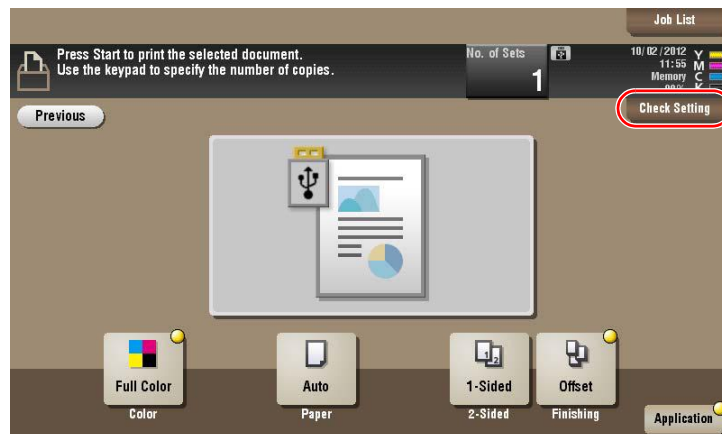 Job List
Press Start to print the selected document.
Use the keypad to specify the number of copies.
No. of Sets
1
10/02/2012
11:55
Memory
Y
M
C
K
Previous
Check Setting
1 2
Full Color
Auto
1-Sided
Offset
Color
Paper
2-Sided
Finishing
Application